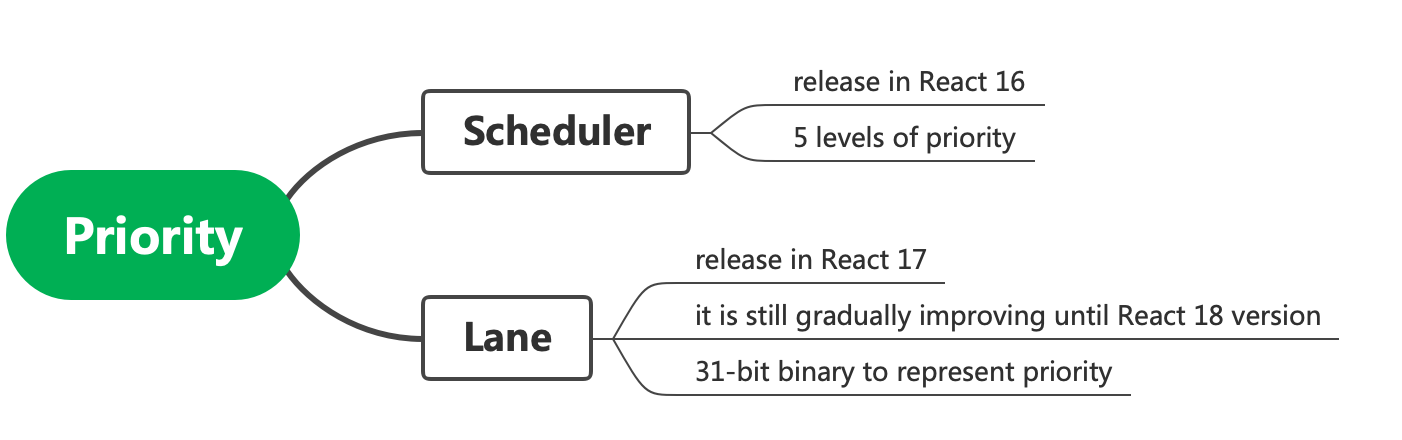 Priority
Scheduler
release in React 16
5 levels of priority
Lane
release in React 17
it is still gradually improving until React 18 version
31-bit binary to represent priority